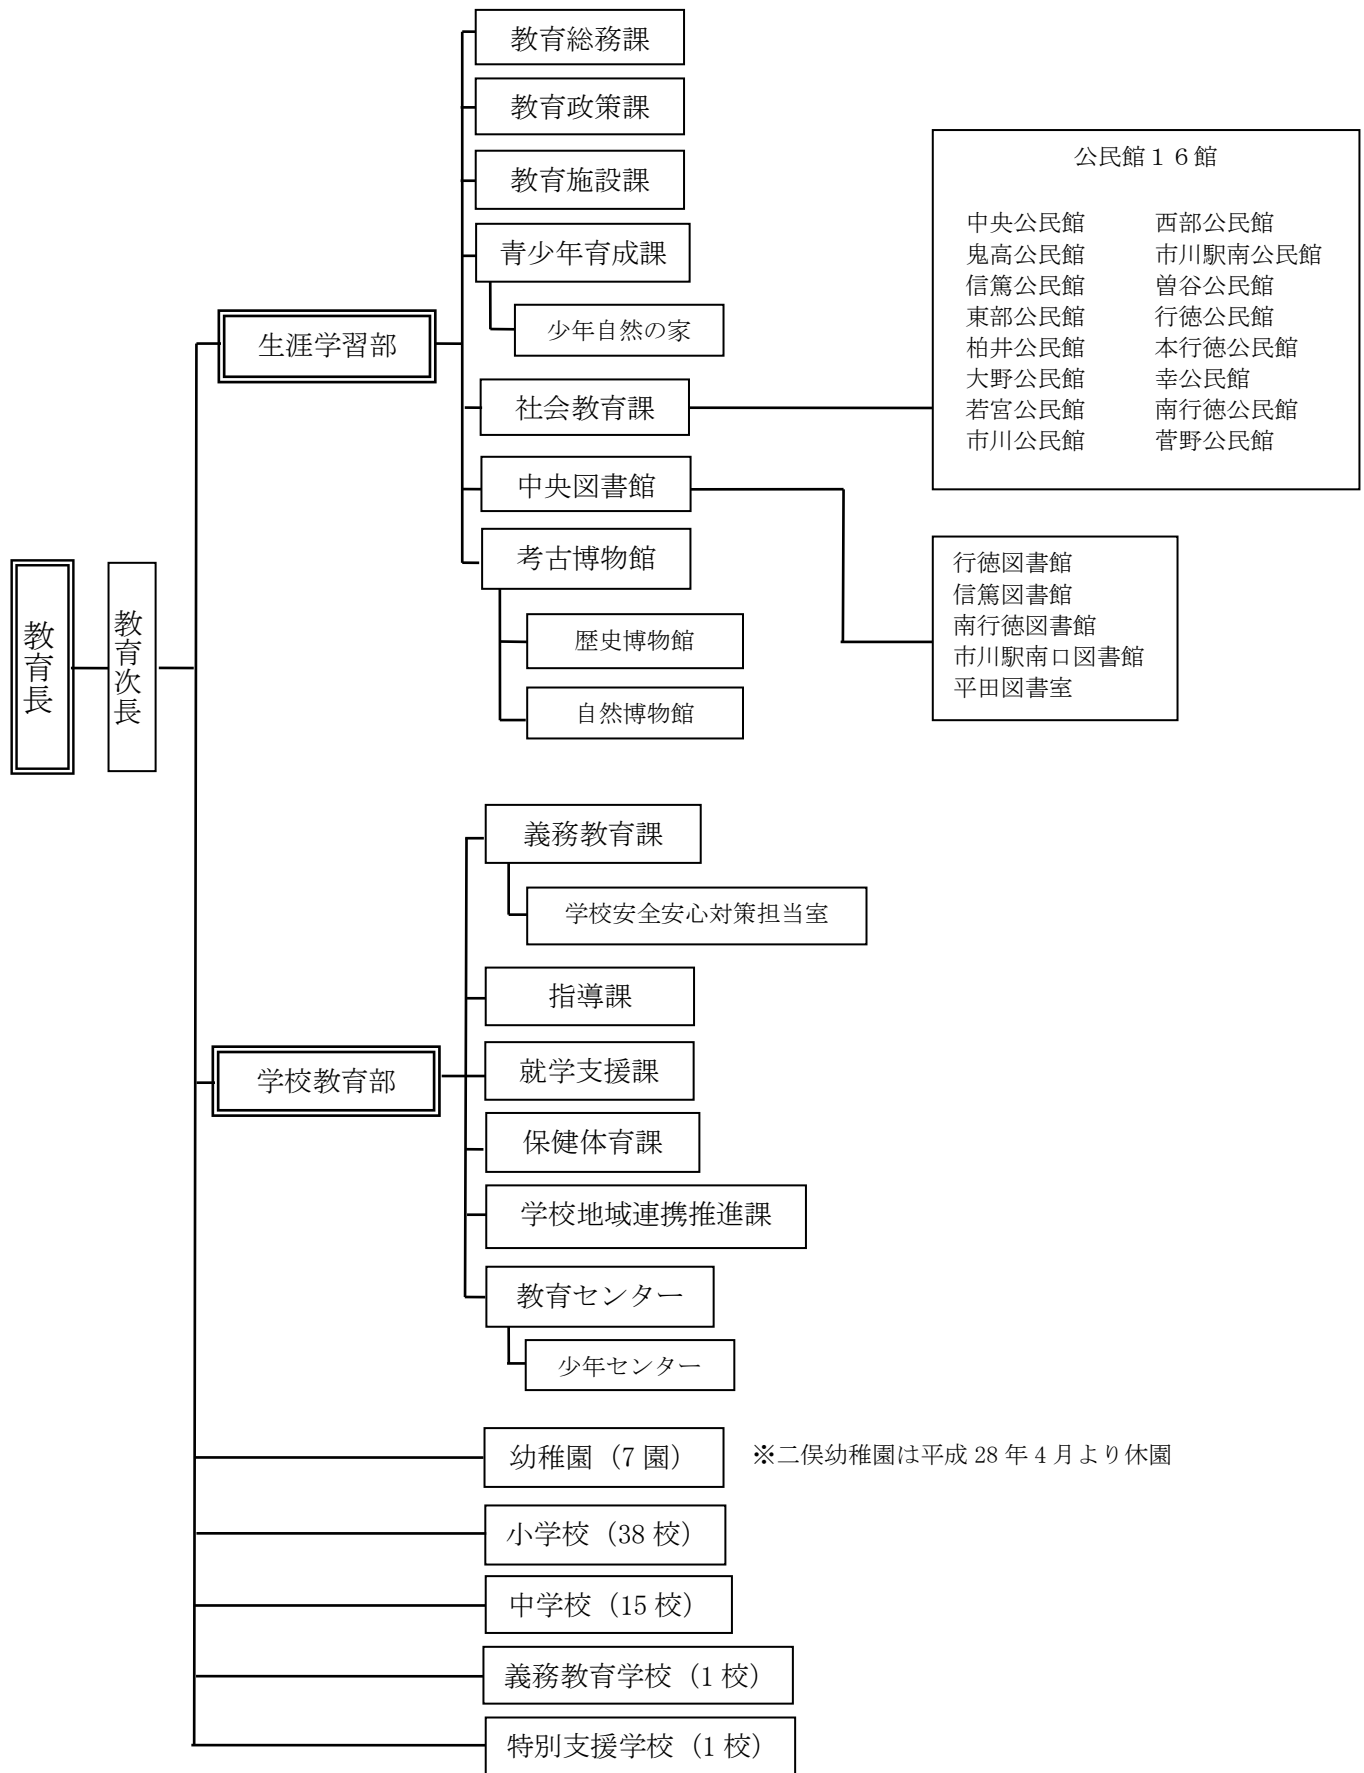 教育長
教育次長
生涯学習部
教育総務課
教育政策課
教育施設課
青少年育成課
少年自然の家
社会教育課
中央図書館
考古博物館
歴史博物館
自然博物館
公民館１６館
中央公民館 西部公民館
鬼高公民館 市川駅南公民館
信篤公民館 曽谷公民館
東部公民館 行徳公民館
柏井公民館 本行徳公民館
大野公民館 幸公民館
若宮公民館 南行徳公民館
市川公民館 菅野公民館
行徳図書館
信篤図書館
南行徳図書館
市川駅南口図書館
平田図書室
学校教育部
義務教育課
学校安全安心対策担当室
指導課
就学支援課
保健体育課
学校地域連携推進課
教育センター
少年センター
幼稚園（7 園） ※二俣幼稚園は平成 28 年 4 月より休園
小学校（38 校）
中学校（15 校）
義務教育学校（1 校）
特別支援学校（1 校）